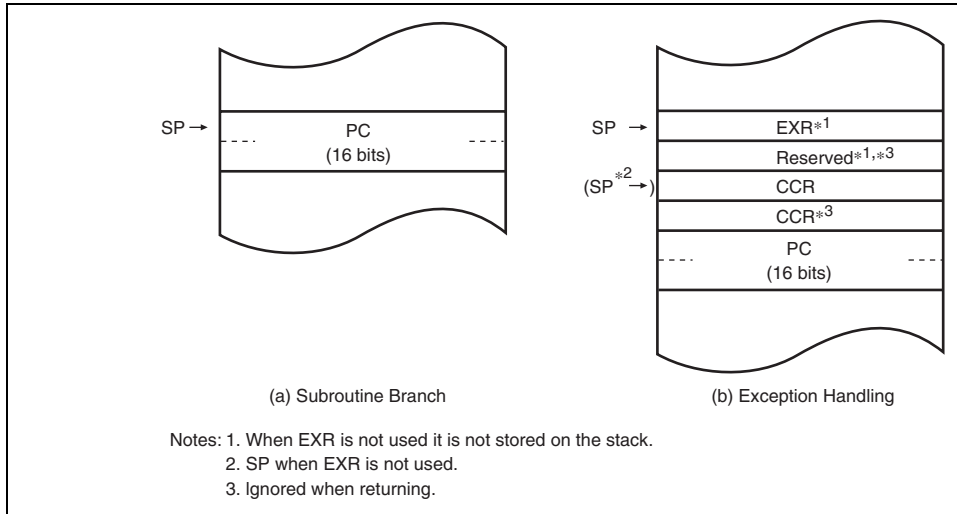 SP →
PC
(16 bits)
(a) Subroutine Branch
SP →
(SP*2 →)
EXR*1
Reserved*1,*3
CCR
CCR*3
PC
(16 bits)
(b) Exception Handling
Notes: 1. When EXR is not used it is not stored on the stack.
2. SP when EXR is not used.
3. Ignored when returning.